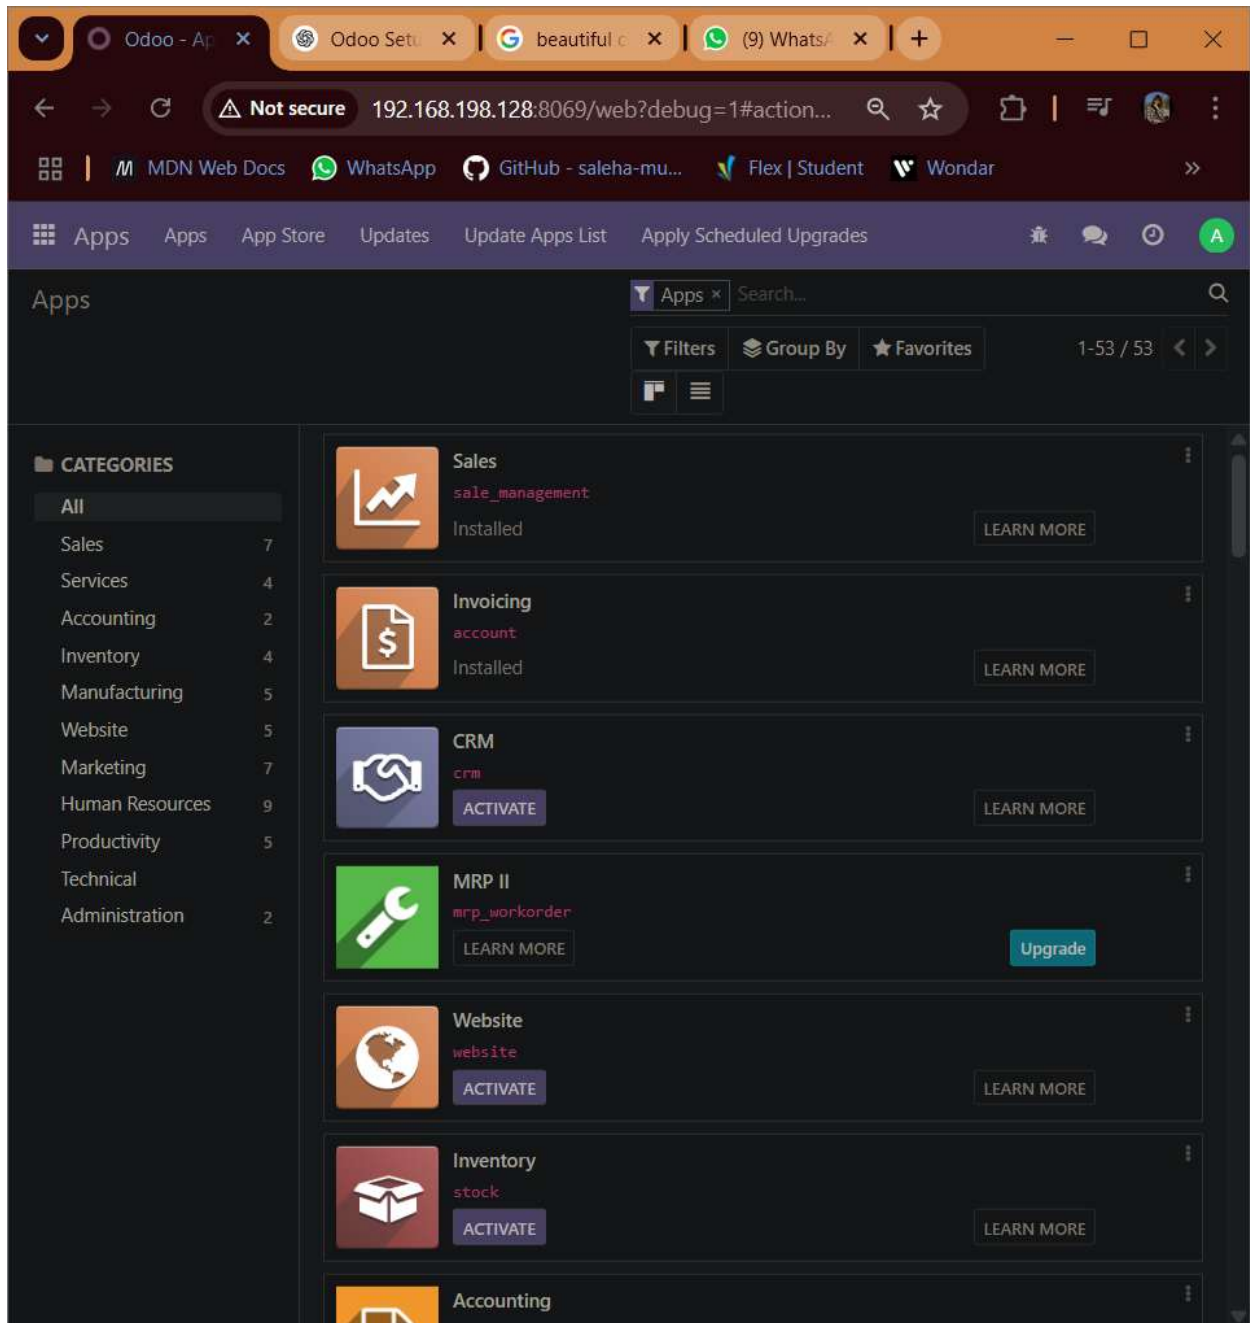 Odoo - Ap
Odoo Setu
beautiful c
(9) WhatsA
Not secure 192.168.198.128:8069/web?debug=1#action...
MDN Web Docs WhatsApp GitHub - saleha-mu... Flex | Student Wondar
Apps Apps App Store Updates Update Apps List Apply Scheduled Upgrades A
Apps
Apps × Search...
Filters Group By Favorites 1-53 / 53
CATEGORIES
All
Sales 7
Services 4
Accounting 2
Inventory 4
Manufacturing 5
Website 5
Marketing 7
Human Resources 9
Productivity 5
Technical
Administration 2
Sales
sale_management
Installed LEARN MORE
Invoicing
account
Installed LEARN MORE
CRM
crm
ACTIVATE LEARN MORE
MRP II
mrp_workorder
LEARN MORE Upgrade
Website
website
ACTIVATE LEARN MORE
Inventory
stock
ACTIVATE LEARN MORE
Accounting